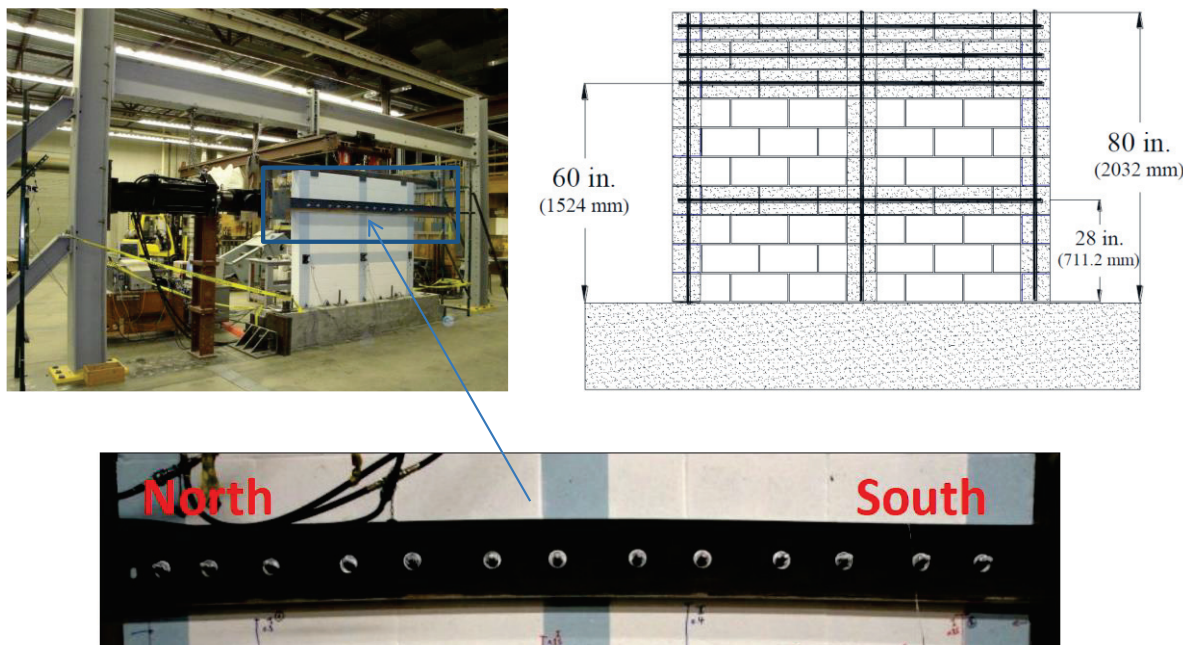 60 in.
(1524 mm)
80 in.
(2032 mm)
28 in.
(711.2 mm)
North
South